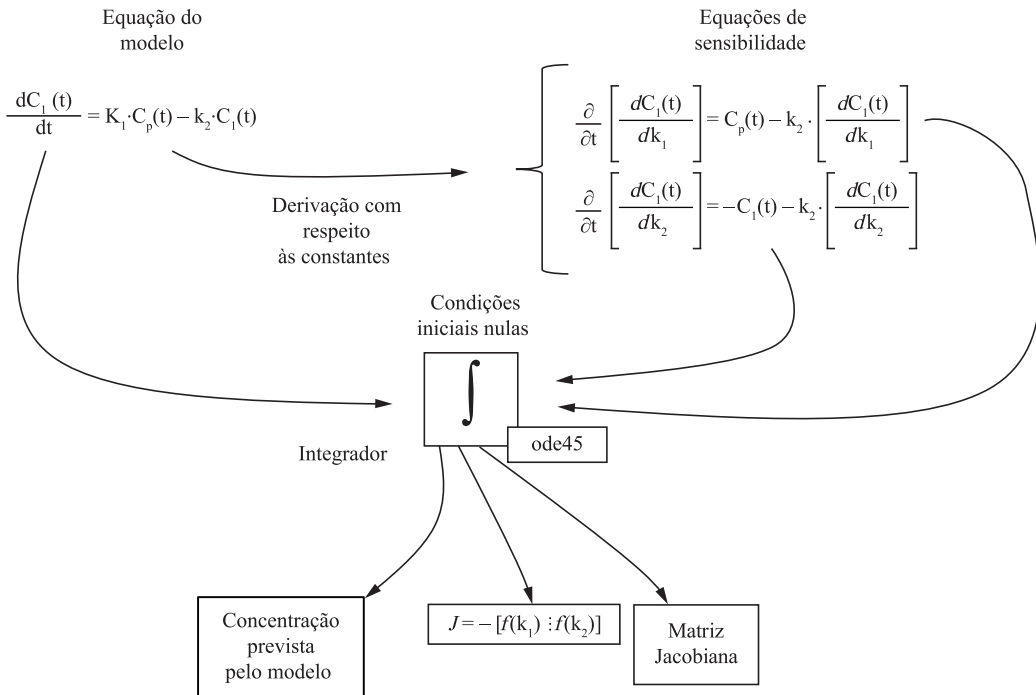 Equação do
modelo
dC₁ (t)
dt
= K₁·Cₚ(t) – k₂·C₁(t)
Derivação com
respeito
às constantes
Equações de
sensibilidade
∂
∂t
[
dC₁(t)
dk₁
]
= Cₚ(t) – k₂ ·
[
dC₁(t)
dk₁
]
∂
∂t
[
dC₁(t)
dk₂
]
= –C₁(t) – k₂·
[
dC₁(t)
dk₂
]
Condições
iniciais nulas
∫
ode45
Integrador
Concentração
prevista
pelo modelo
J = – [f(k₁) ⋮f(k₂)]
Matriz
Jacobiana